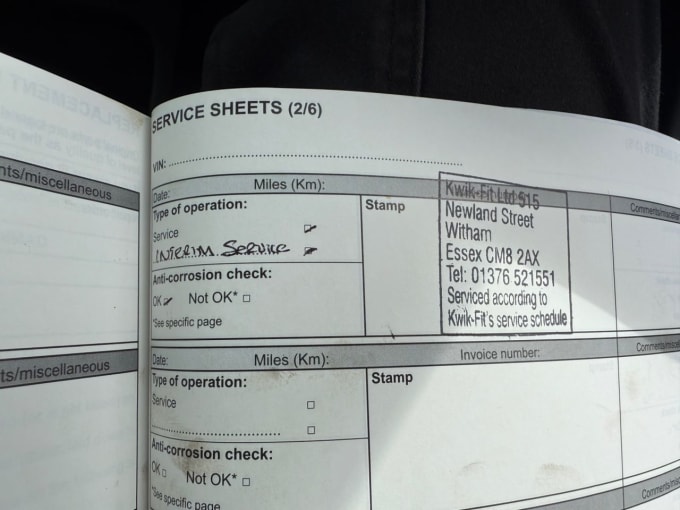 SERVICE SHEETS (2/6)
VIN:
Date: Miles (Km):
Type of operation:
Service
INTERIM SERVICE
Anti-corrosion check:
OK Not OK*
*See specific page
Stamp
Kwik-Fit Ltd 515
Newland Street
Witham
Essex CM8 2AX
Tel: 01376 521551
Serviced according to
Kwik-Fit's service schedule
Date: Miles (Km): Invoice number:
Type of operation:
Service
Anti-corrosion check:
OK Not OK*
*See specific page
Stamp
nts/miscellaneous
ts/miscellaneous